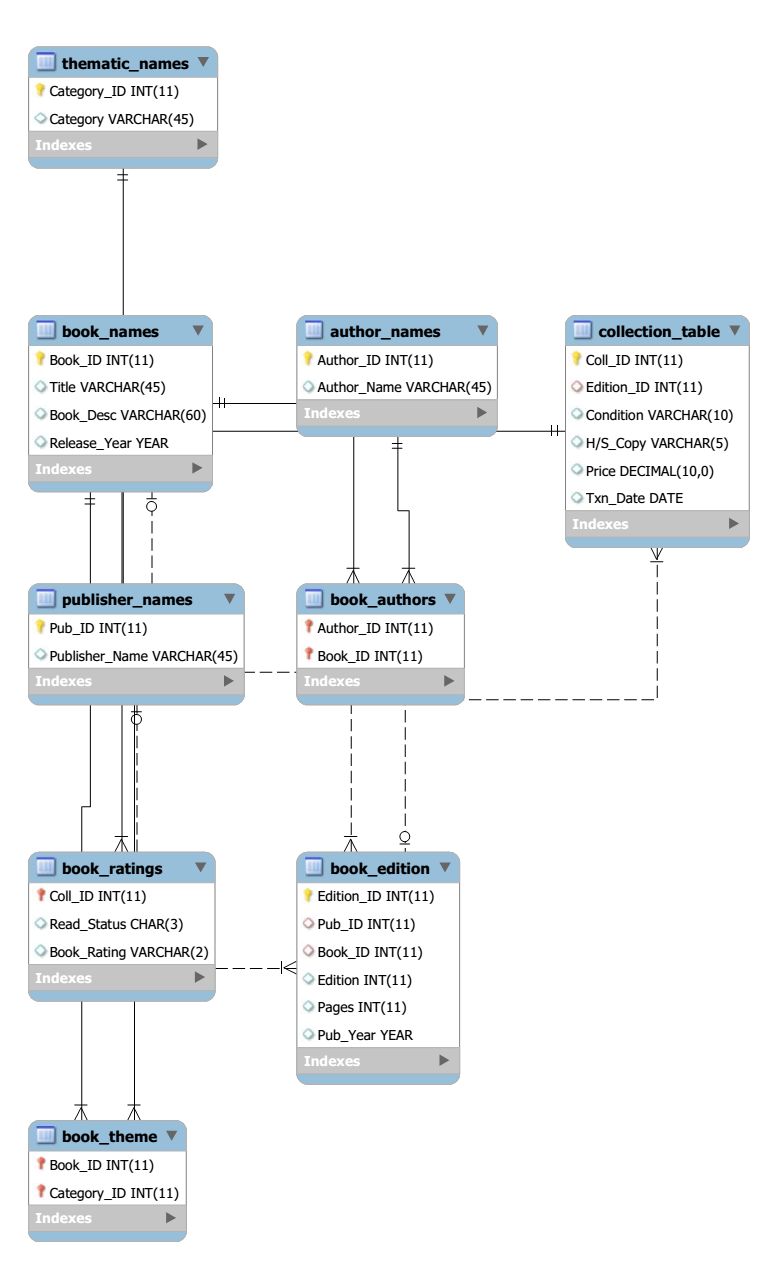 thematic_names
Category_ID INT(11)
Category VARCHAR(45)
Indexes
book_names
Book_ID INT(11)
Title VARCHAR(45)
Book_Desc VARCHAR(60)
Release_Year YEAR
Indexes
author_names
Author_ID INT(11)
Author_Name VARCHAR(45)
Indexes
collection_table
Coll_ID INT(11)
Edition_ID INT(11)
Condition VARCHAR(10)
H/S_Copy VARCHAR(5)
Price DECIMAL(10,0)
Txn_Date DATE
Indexes
publisher_names
Pub_ID INT(11)
Publisher_Name VARCHAR(45)
Indexes
book_authors
Author_ID INT(11)
Book_ID INT(11)
Indexes
book_ratings
Coll_ID INT(11)
Read_Status CHAR(3)
Book_Rating VARCHAR(2)
Indexes
book_edition
Edition_ID INT(11)
Pub_ID INT(11)
Book_ID INT(11)
Edition INT(11)
Pages INT(11)
Pub_Year YEAR
Indexes
book_theme
Book_ID INT(11)
Category_ID INT(11)
Indexes